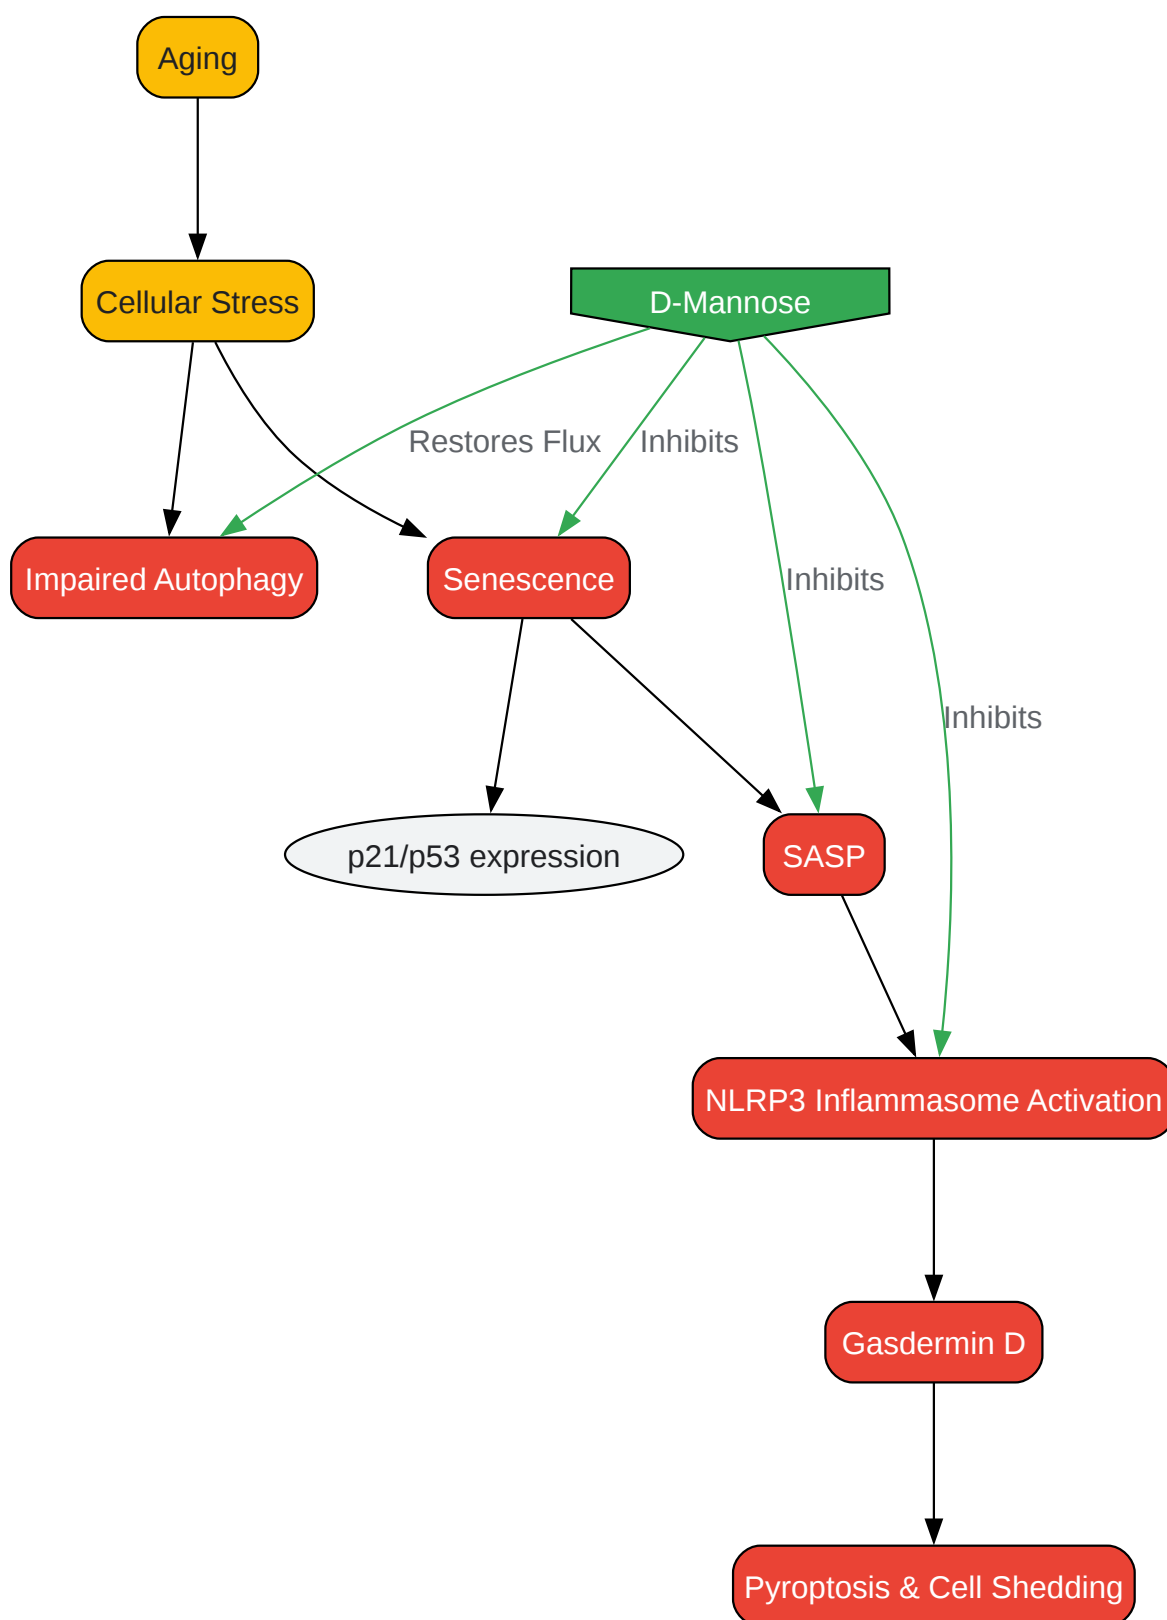 Aging
Cellular Stress
D-Mannose
Restores Flux
Inhibits
Impaired Autophagy
Senescence
Inhibits
Inhibits
p21/p53 expression
SASP
NLRP3 Inflammasome Activation
Gasdermin D
Pyroptosis & Cell Shedding